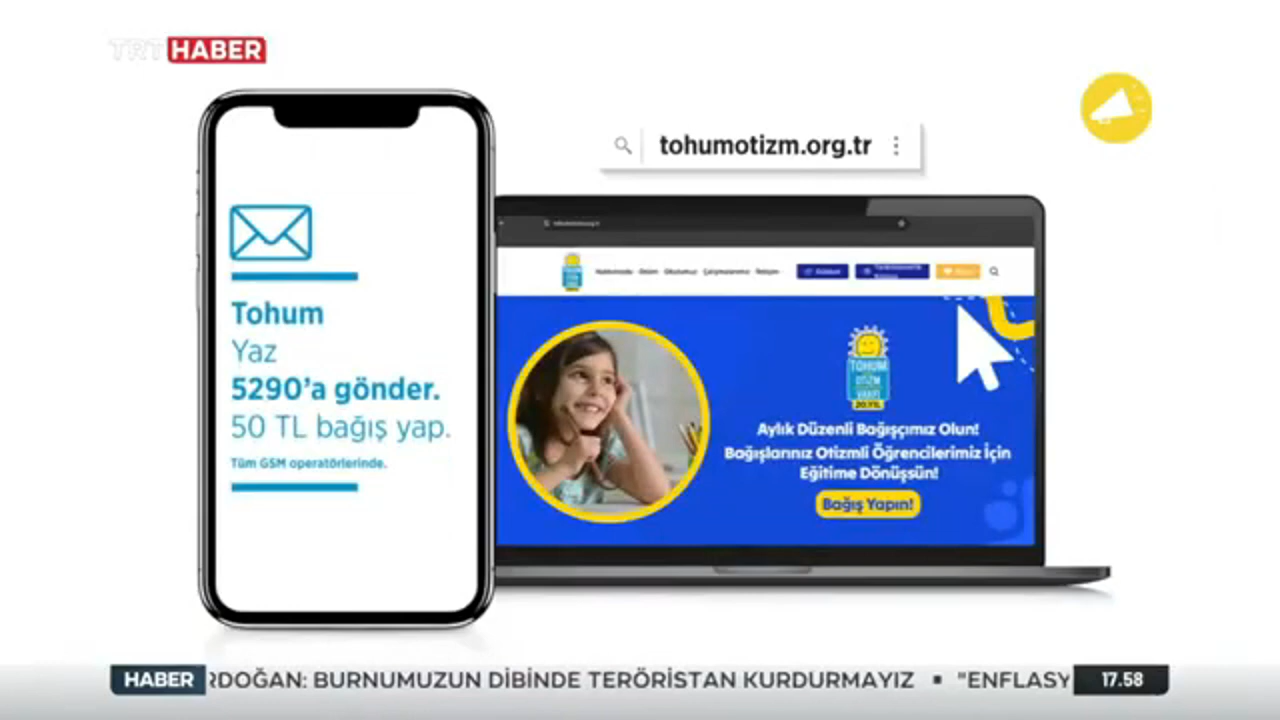 TRT HABER
tohumotizm.org.tr
Tohum
Yaz
5290'a gönder.
50 TL bağış yap.
Tüm GSM operatörlerinde.
TOHUM
OTİZM
VAKFI
20.YIL
Aylık Düzenli Bağışçımız Olun!
Bağışlarınız Otizmli Öğrencilerimiz İçin
Eğitime Dönüşsün!
Bağış Yapın!
HABER RDOĞAN: BURNUMUZUN DİBİNDE TERÖRİSTAN KURDURMAYIZ ▪ "ENFLASY 17.58